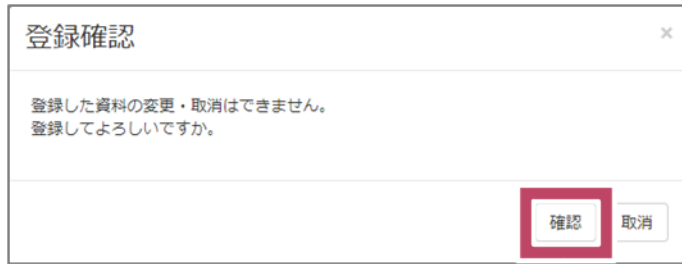 登録確認
×
登録した資料の変更・取消はできません。
登録してよろしいですか。
確認 取消